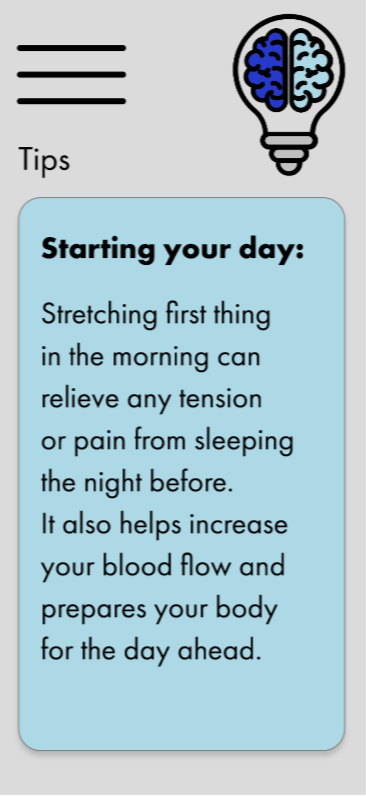 Tips
Starting your day:
Stretching first thing
in the morning can
relieve any tension
or pain from sleeping
the night before.
It also helps increase
your blood flow and
prepares your body
for the day ahead.